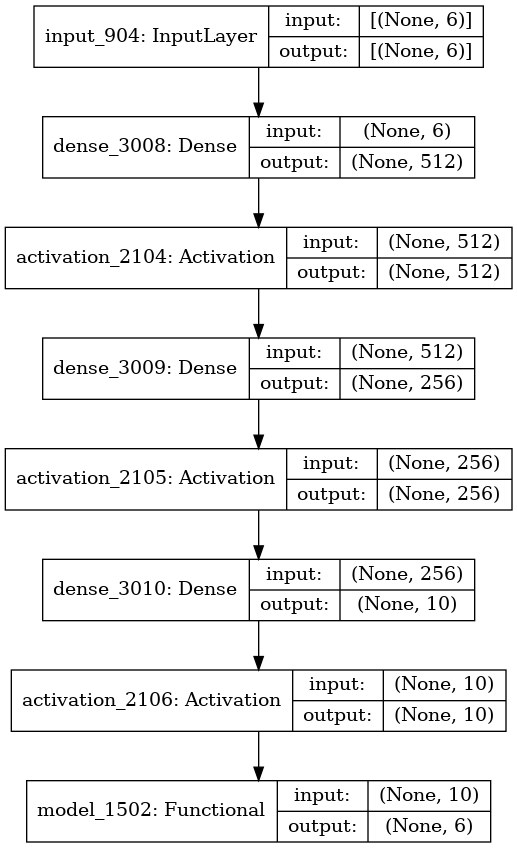 input_904: InputLayer
input:
[(None, 6)]
output:
[(None, 6)]
dense_3008: Dense
input:
(None, 6)
output:
(None, 512)
activation_2104: Activation
input:
(None, 512)
output:
(None, 512)
dense_3009: Dense
input:
(None, 512)
output:
(None, 256)
activation_2105: Activation
input:
(None, 256)
output:
(None, 256)
dense_3010: Dense
input:
(None, 256)
output:
(None, 10)
activation_2106: Activation
input:
(None, 10)
output:
(None, 10)
model_1502: Functional
input:
(None, 10)
output:
(None, 6)